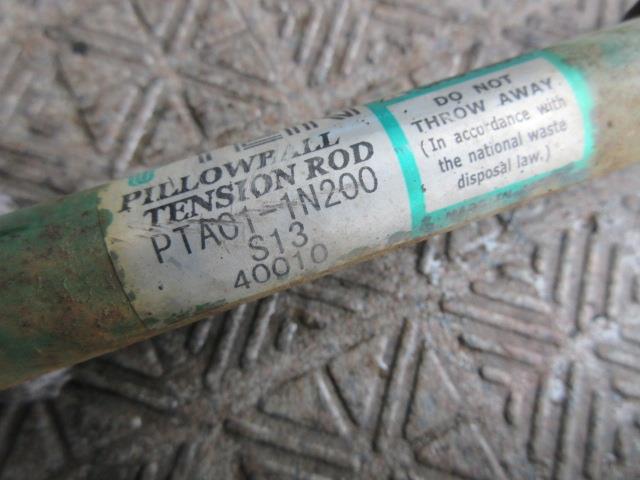 PILLOWBALL
TENSION ROD
PTA01-1N200
S13
40010
DO NOT
THROW AWAY
(In accordance with
the national waste
disposal law.)